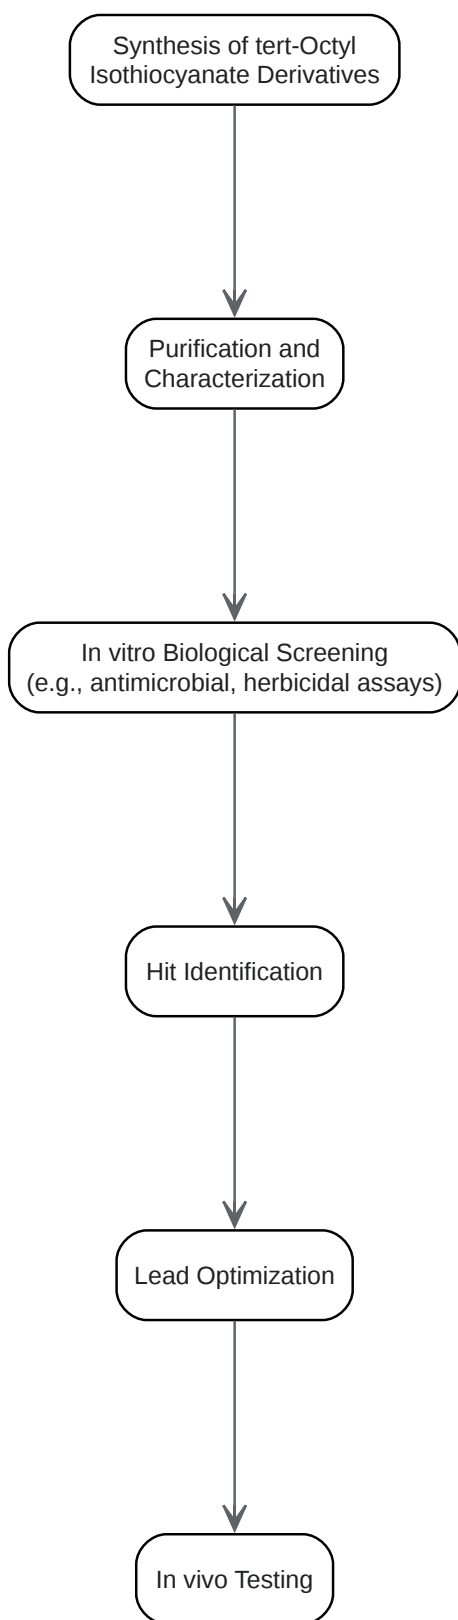 Synthesis of tert-Octyl
Isothiocyanate Derivatives
Purification and
Characterization
In vitro Biological Screening
(e.g., antimicrobial, herbicidal assays)
Hit Identification
Lead Optimization
In vivo Testing